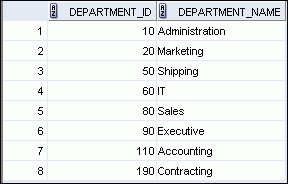 DEPARTMENT_ID DEPARTMENT_NAME
1 10 Administration
2 20 Marketing
3 50 Shipping
4 60 IT
5 80 Sales
6 90 Executive
7 110 Accounting
8 190 Contracting